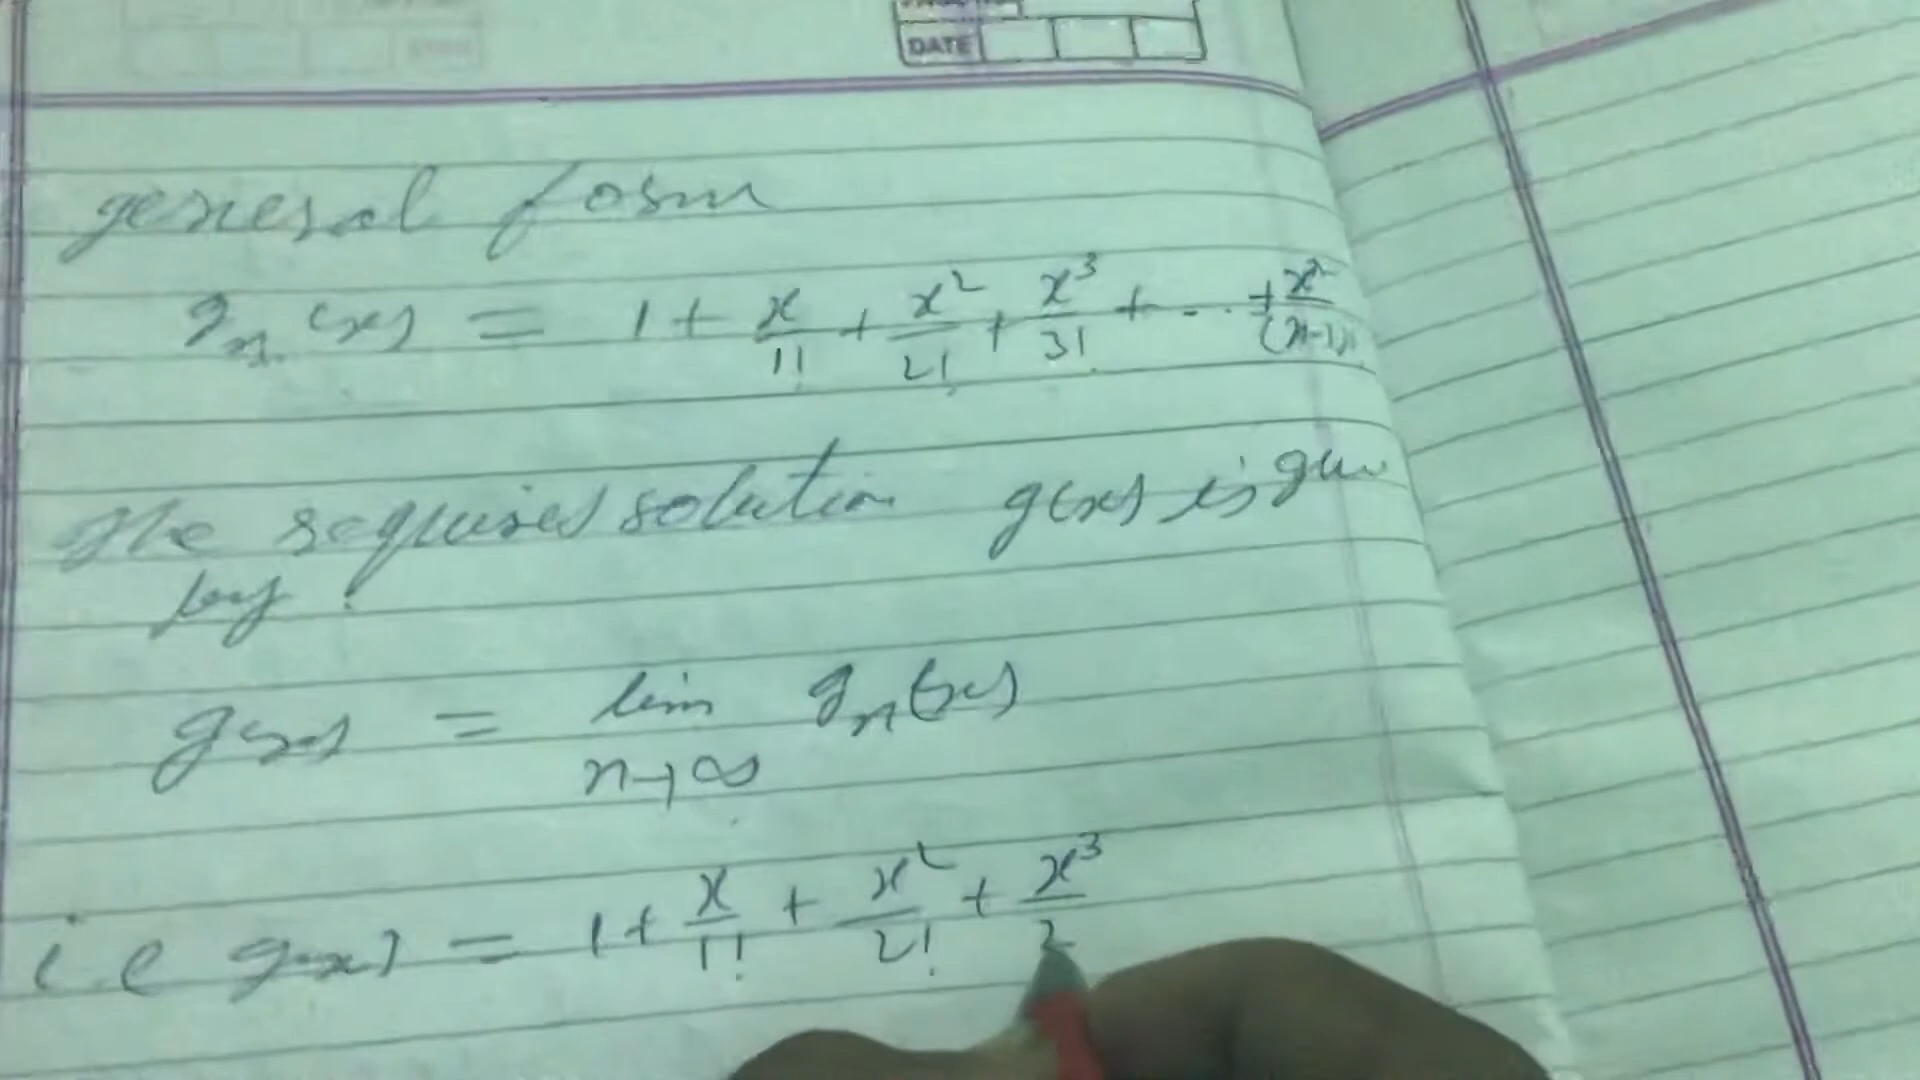 DATE
general form
gₙ(x) = 1 + x/1! + x²/2! + x³/3! + - .. + xⁿ/(n-1)!
The required solution g(x) is
by
g(x) = lim n→∞ gₙ(x)
i.e g(x) = 1 + x/1! + x²/2! + x³/2